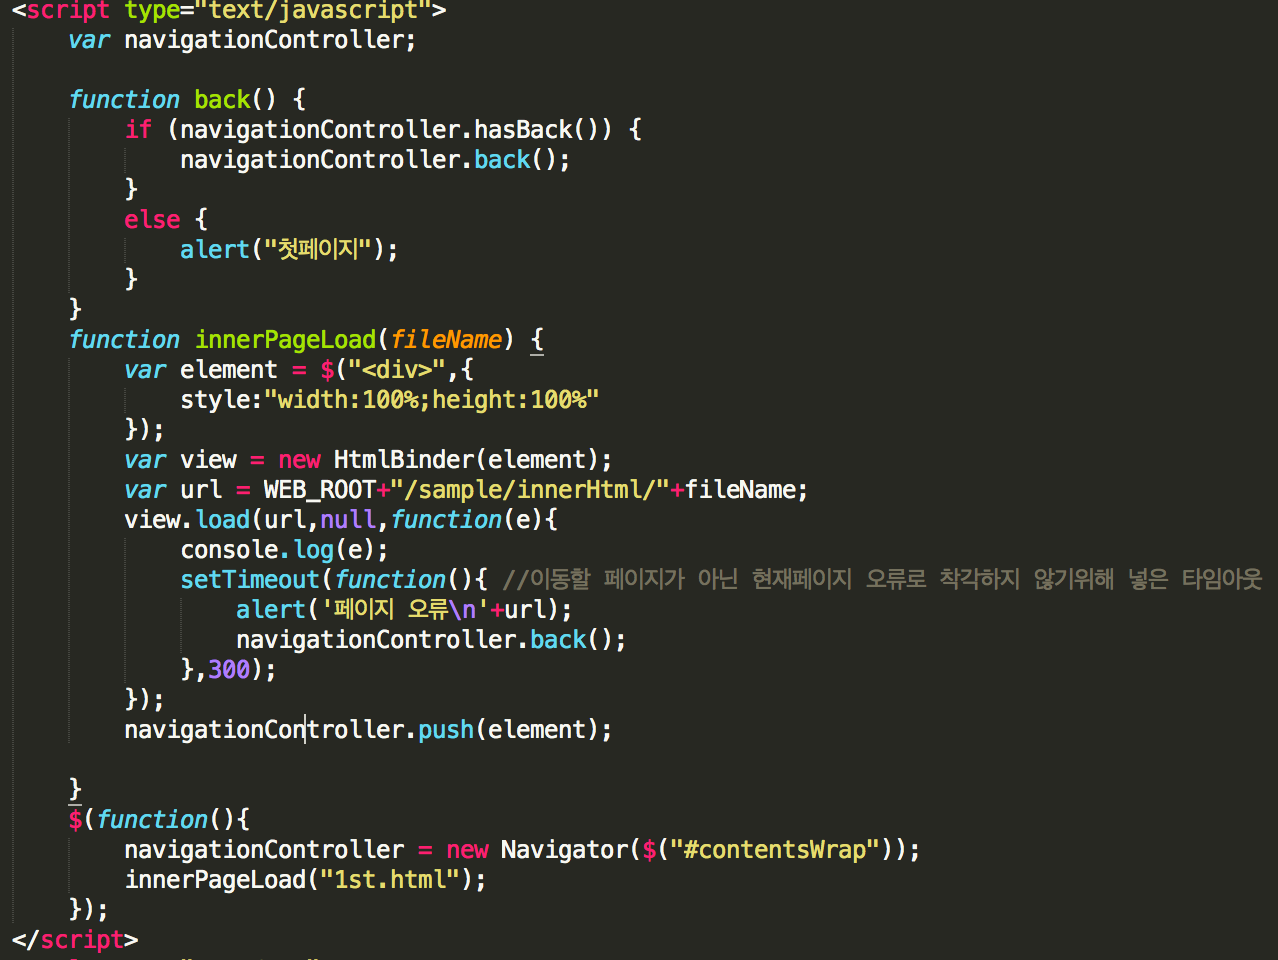 <script type="text/javascript">
    var navigationController;

    function back() {
        if (navigationController.hasBack()) {
            navigationController.back();
        }
        else {
            alert("첫페이지");
        }
    }
    function innerPageLoad(fileName) {
        var element = $("<div>",{
            style:"width:100%;height:100%"
        });
        var view = new HtmlBinder(element);
        var url = WEB_ROOT+"/sample/innerHtml/"+fileName;
        view.load(url,null,function(e){
            console.log(e);
            setTimeout(function(){ //이동할 페이지가 아닌 현재페이지 오류로 착각하지 않기위해 넣은 타임아웃
                alert('페이지 오류\n'+url);
                navigationController.back();
            },300);
        });
        navigationController.push(element);

    }
    $(function(){
        navigationController = new Navigator($("#contentsWrap"));
        innerPageLoad("1st.html");
    });
</script>